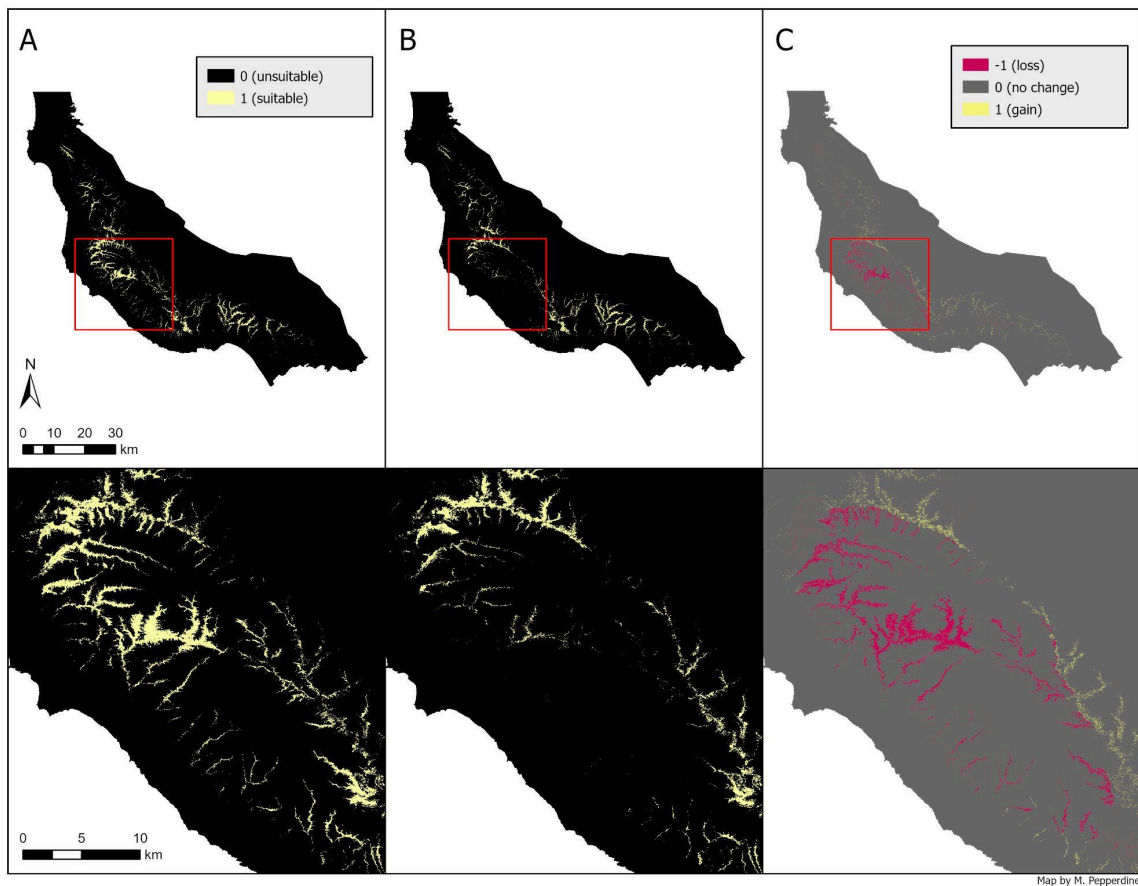 A
B
C
0 (unsuitable)
1 (suitable)
-1 (loss)
0 (no change)
1 (gain)
N
0 10 20 30
km
0 5 10
km
Map by M. Pepperdine